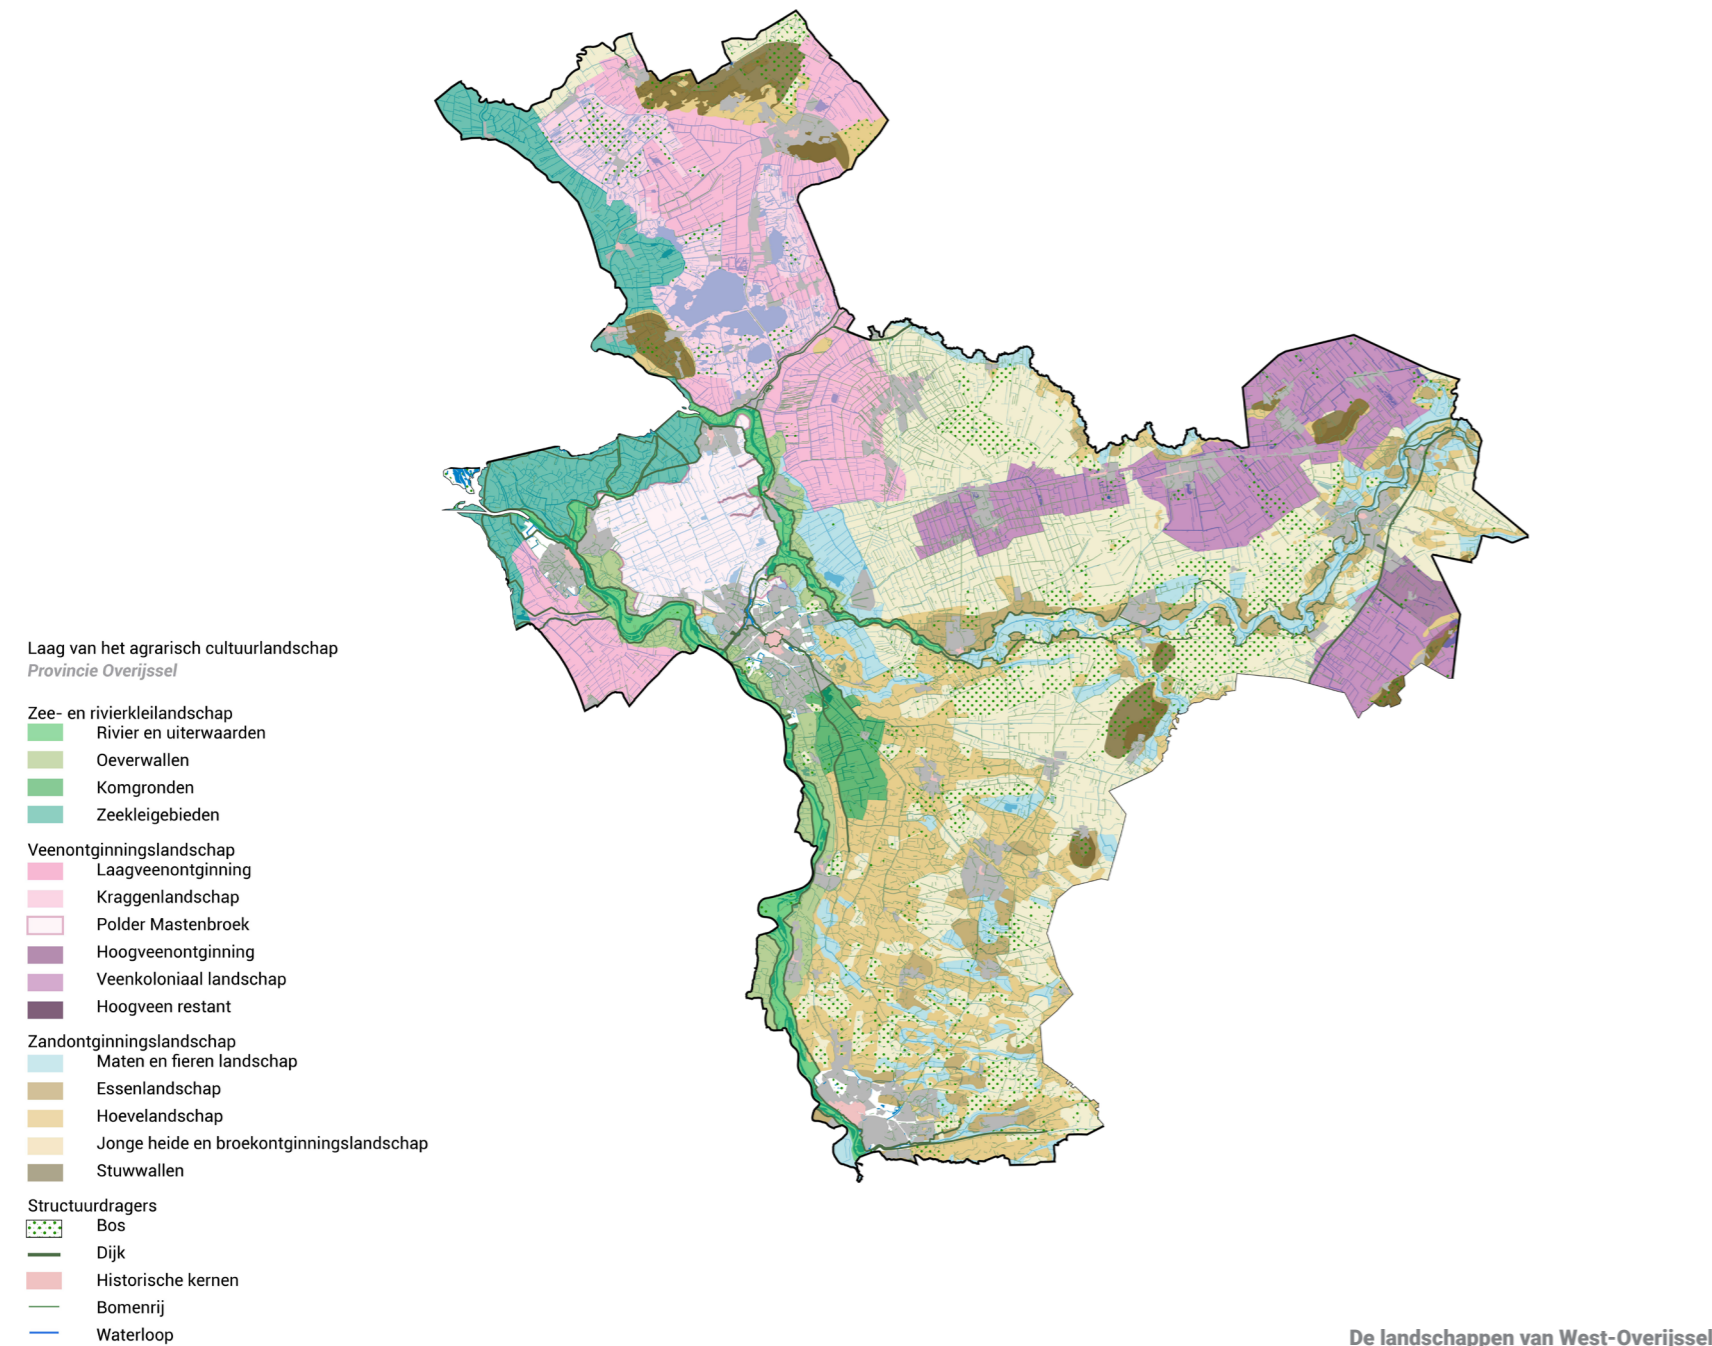 Laag van het agrarisch cultuurlandschap
Provincie Overijssel
Zee- en rivierkleilandschap
Rivier en uiterwaarden
Oeverwallen
Komgronden
Zeekleigebieden
Veenontginningslandschap
Laagveenontginning
Kraggenlandschap
Polder Mastenbroek
Hoogveenontginning
Veenkoloniaal landschap
Hoogveen restant
Zandontginningslandschap
Maten en fieren landschap
Essenlandschap
Hoevelandschap
Jonge heide en broekontginningslandschap
Stuwwallen
Structuurdragers
Bos
Dijk
Historische kernen
Bomenrij
Waterloop
De landschappen van West-Overijssel